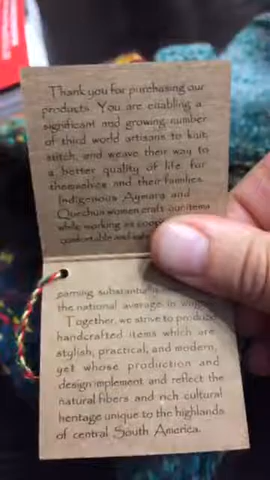 Thank you for purchasing our
products. You are enabling a
significant and growing number
of third world artisans to knit,
stitch, and weave their way to
a better quality of life for
themselves and their families.
Indigenous Aymara and
Quechua women craft our items
while working as
comfortable and
earning substantially
the national average in wages.
Together, we strive to produce
handcrafted items which are
stylish, practical, and modern,
yet whose production and
design implement and reflect the
natural fibers and rich cultural
heritage unique to the highlands
of central South America.